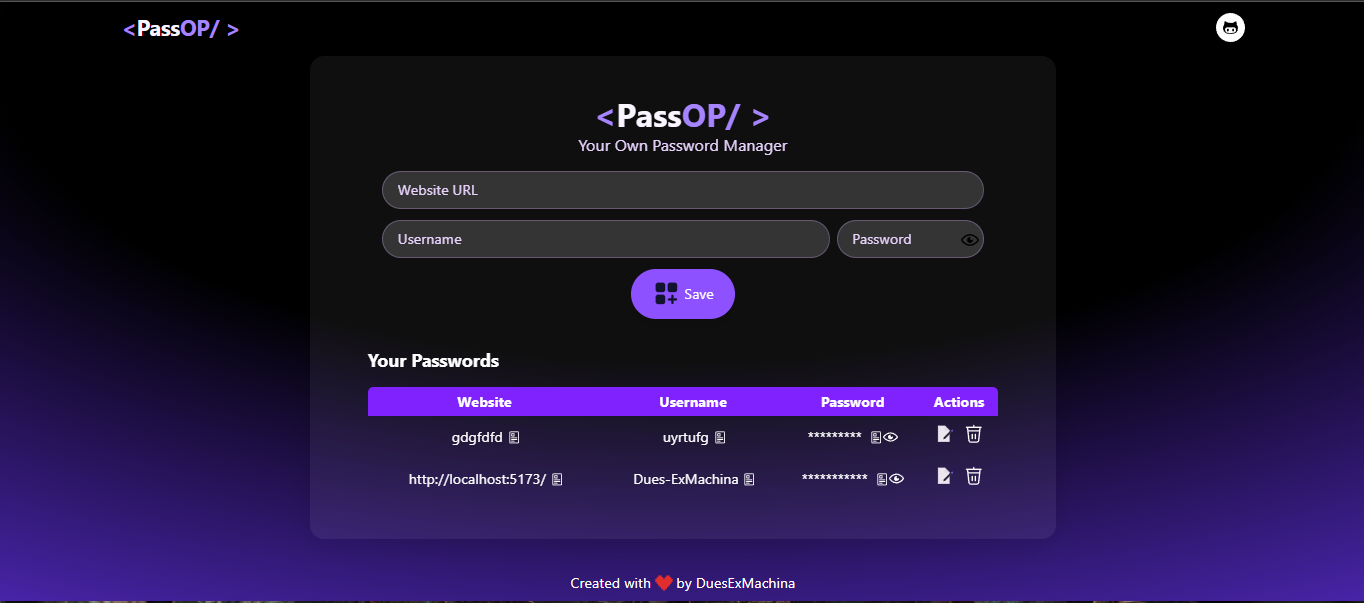 <PassOP/ >
<PassOP/ >
Your Own Password Manager
Website URL
Username Password
Save
Your Passwords
Website Username Password Actions
gdgfdfd uyrtufg *********
http://localhost:5173/ Dues-ExMachina ***********
Created with ❤️ by DuesExMachina